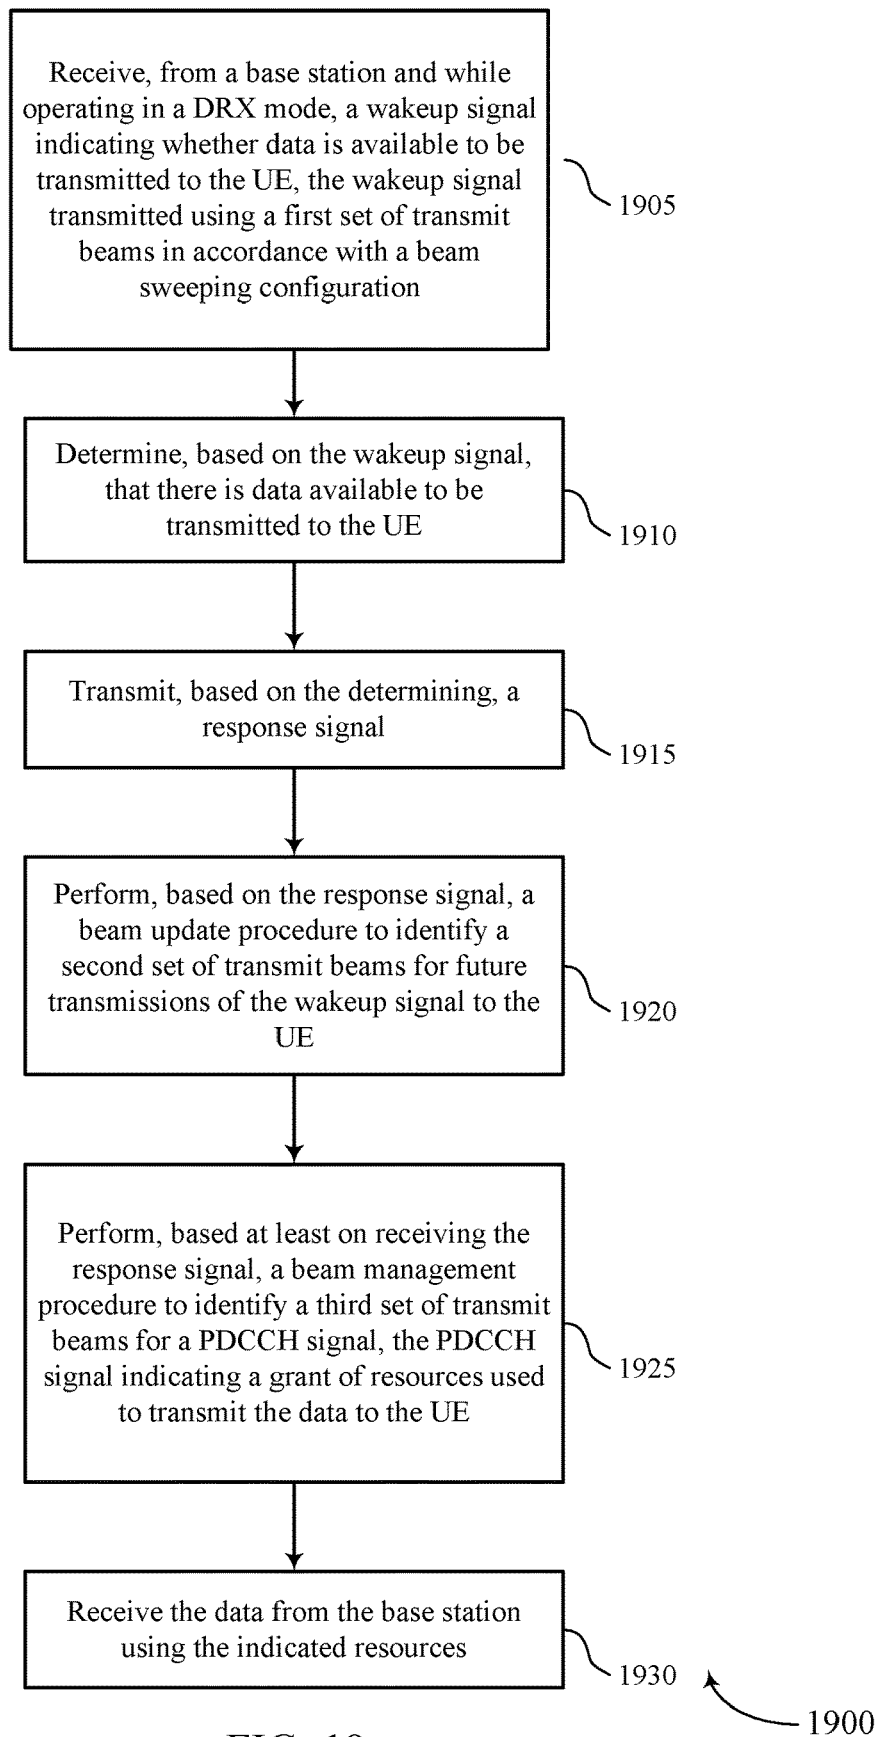 Receive, from a base station and while
operating in a DRX mode, a wakeup signal
indicating whether data is available to be
transmitted to the UE, the wakeup signal
transmitted using a first set of transmit
beams in accordance with a beam
sweeping configuration
1905
Determine, based on the wakeup signal,
that there is data available to be
transmitted to the UE
1910
Transmit, based on the determining, a
response signal
1915
Perform, based on the response signal, a
beam update procedure to identify a
second set of transmit beams for future
transmissions of the wakeup signal to the
UE
1920
Perform, based at least on receiving the
response signal, a beam management
procedure to identify a third set of transmit
beams for a PDCCH signal, the PDCCH
signal indicating a grant of resources used
to transmit the data to the UE
1925
Receive the data from the base station
using the indicated resources
1930
1900